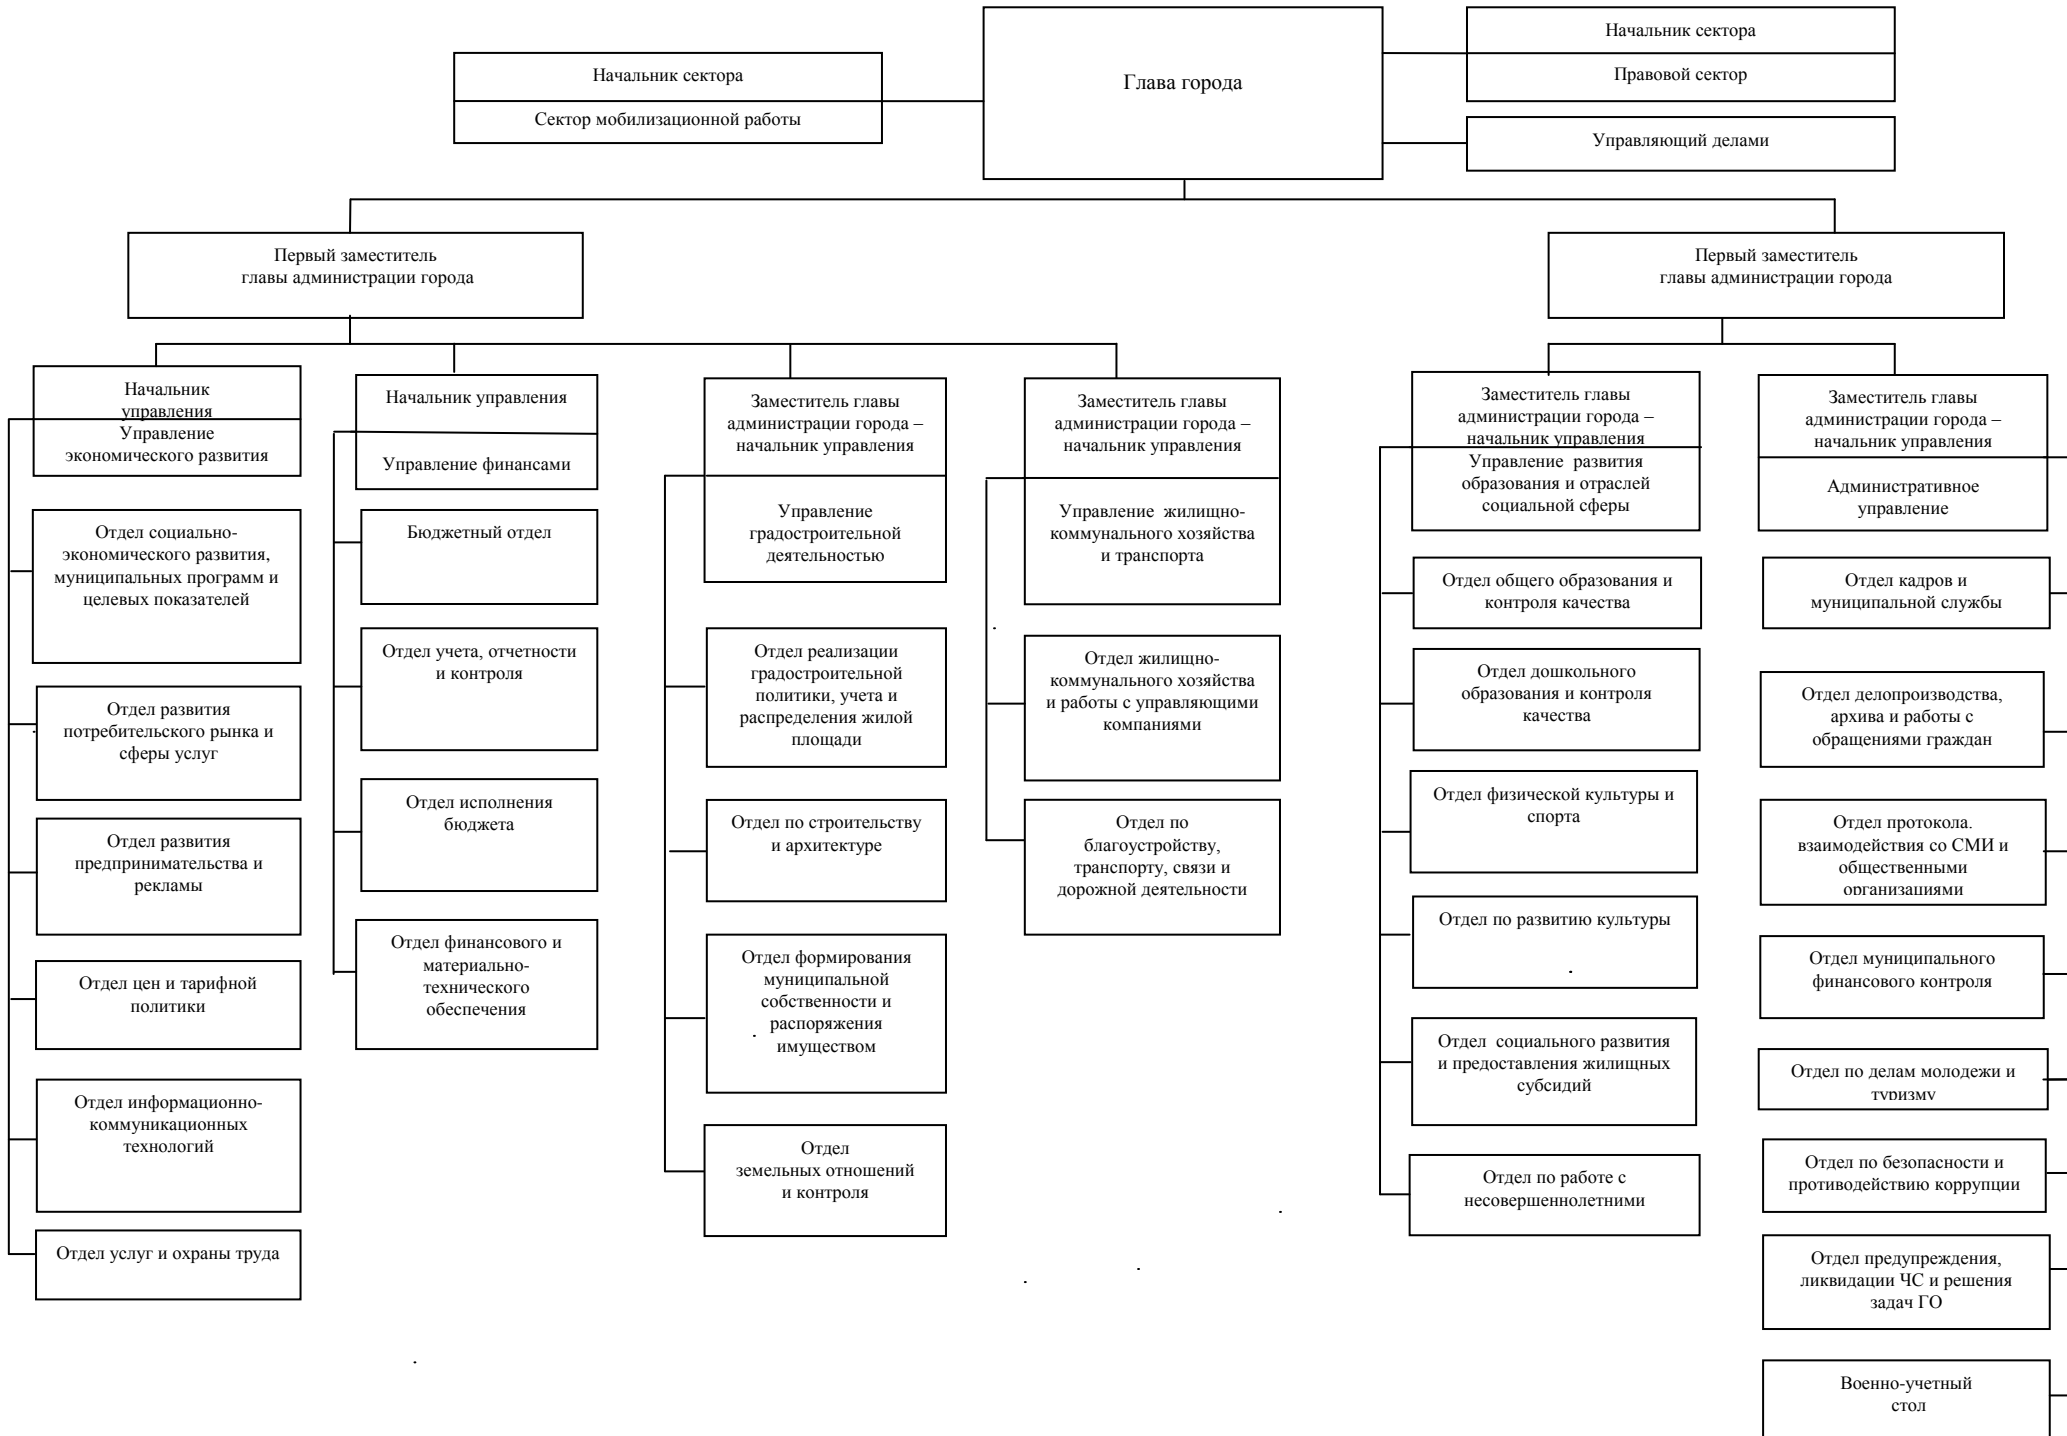 Начальник сектора
Правовой сектор
Начальник сектора
Сектор мобилизационной работы
Глава города
Управляющий делами
Первый заместитель
главы администрации города
Первый заместитель
главы администрации города
Начальник
управления
Управление
экономического развития
Отдел социально-
экономического развития,
муниципальных программ и
целевых показателей
Отдел развития
потребительского рынка и
сферы услуг
Отдел развития
предпринимательства и
рекламы
Отдел цен и тарифной
политики
Отдел информационно-
коммуникационных
технологий
Отдел услуг и охраны труда
Начальник управления
Управление финансами
Бюджетный отдел
Отдел учета, отчетности
и контроля
Отдел исполнения
бюджета
Отдел финансового и
материально-
технического
обеспечения
Заместитель главы
администрации города –
начальник управления
Управление
градостроительной
деятельностью
Отдел реализации
градостроительной
политики, учета и
распределения жилой
площади
Отдел по строительству
и архитектуре
Отдел формирования
муниципальной
собственности и
распоряжения
имуществом
Отдел
земельных отношений
и контроля
Заместитель главы
администрации города –
начальник управления
Управление жилищно-
коммунального хозяйства
и транспорта
Отдел жилищно-
коммунального хозяйства
и работы с управляющими
компаниями
Отдел по
благоустройству,
транспорту, связи и
дорожной деятельности
Заместитель главы
администрации города –
начальник управления
Управление развития
образования и отраслей
социальной сферы
Отдел общего образования и
контроля качества
Отдел дошкольного
образования и контроля
качества
Отдел физической культуры и
спорта
Отдел по развитию культуры
Отдел социального развития
и предоставления жилищных
субсидий
Отдел по работе с
несовершеннолетними
Заместитель главы
администрации города –
начальник управления
Административное
управление
Отдел кадров и
муниципальной службы
Отдел делопроизводства,
архива и работы с
обращениями граждан
Отдел протокола.
взаимодействия со СМИ и
общественными
организациями
Отдел муниципального
финансового контроля
Отдел по делам молодежи и
туризму
Отдел по безопасности и
противодействию коррупции
Отдел предупреждения,
ликвидации ЧС и решения
задач ГО
Военно-учетный
стол